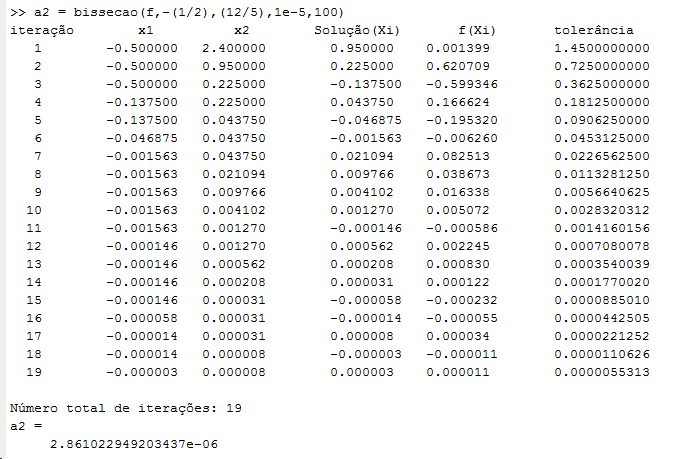 >> a2 = bissecao(f,-(1/2),(12/5),1e-5,100)
iteração x1 x2 Solução(Xi) f(Xi) tolerância
1 -0.500000 2.400000 0.950000 0.001399 1.4500000000
2 -0.500000 0.950000 0.225000 0.620709 0.7250000000
3 -0.500000 0.225000 -0.137500 -0.599346 0.3625000000
4 -0.137500 0.225000 0.043750 0.166624 0.1812500000
5 -0.137500 0.043750 -0.046875 -0.195320 0.0906250000
6 -0.046875 0.043750 -0.001563 -0.006260 0.0453125000
7 -0.001563 0.043750 0.021094 0.082513 0.0226562500
8 -0.001563 0.021094 0.009766 0.038673 0.0113281250
9 -0.001563 0.009766 0.004102 0.016338 0.0056640625
10 -0.001563 0.004102 0.001270 0.005072 0.0028320312
11 -0.001563 0.001270 -0.000146 -0.000586 0.0014160156
12 -0.000146 0.001270 0.000562 0.002245 0.0007080078
13 -0.000146 0.000562 0.000208 0.000830 0.0003540039
14 -0.000146 0.000208 0.000031 0.000122 0.0001770020
15 -0.000146 0.000031 -0.000058 -0.000232 0.0000885010
16 -0.000058 0.000031 -0.000014 -0.000055 0.0000442505
17 -0.000014 0.000031 0.000008 0.000034 0.0000221252
18 -0.000014 0.000008 -0.000003 -0.000011 0.0000110626
19 -0.000003 0.000008 0.000003 0.000011 0.0000055313
Número total de iterações: 19
a2 =
2.861022949203437e-06